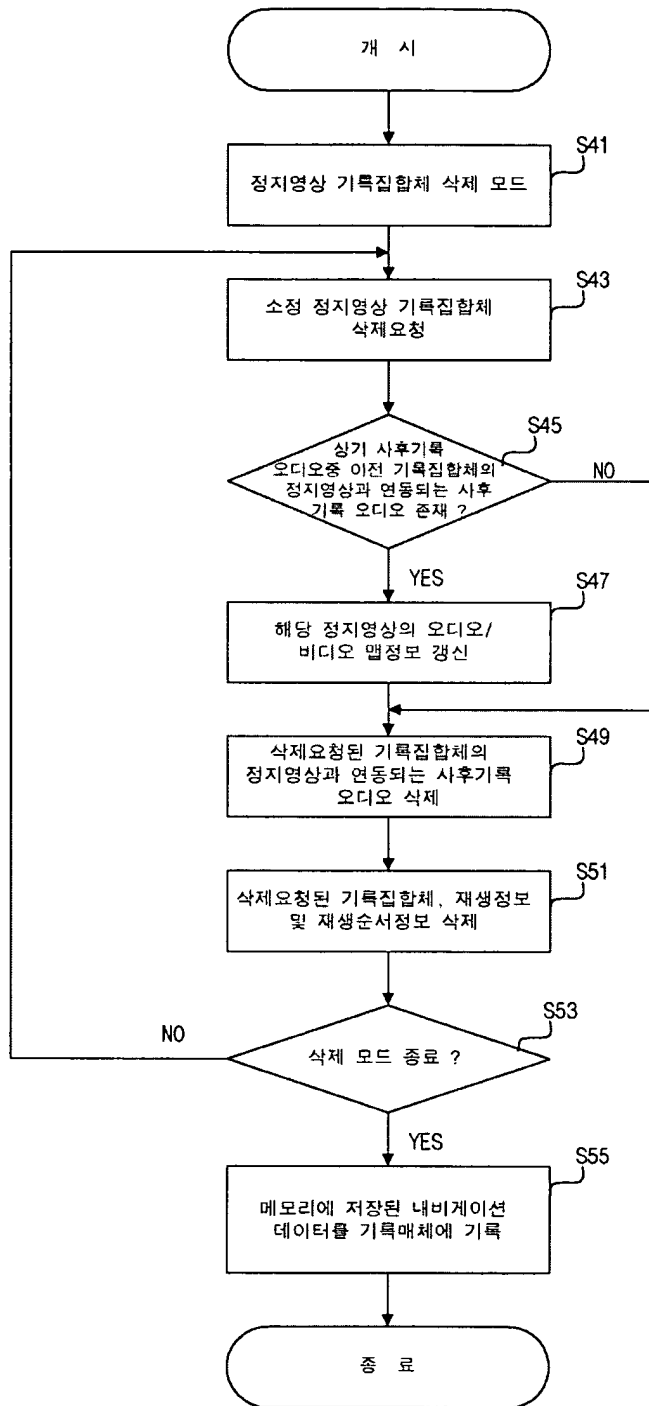 개 시
S41
정지영상 기록집합체 삭제 모드
S43
소정 정지영상 기록집합체
삭제요청
S45
상기 사후기록
오디오중 이전 기록집합체의
정지영상과 연동되는 사후
기록 오디오 존재 ?
NO
YES
S47
해당 정지영상의 오디오/
비디오 맵정보 갱신
S49
삭제요청된 기록집합체의
정지영상과 연동되는 사후기록
오디오 삭제
S51
삭제요청된 기록집합체, 재생정보
및 재생순서정보 삭제
S53
NO
삭제 모드 종료 ?
YES
S55
메모리에 저장된 내비게이션
데이터를 기록매체에 기록
종 료